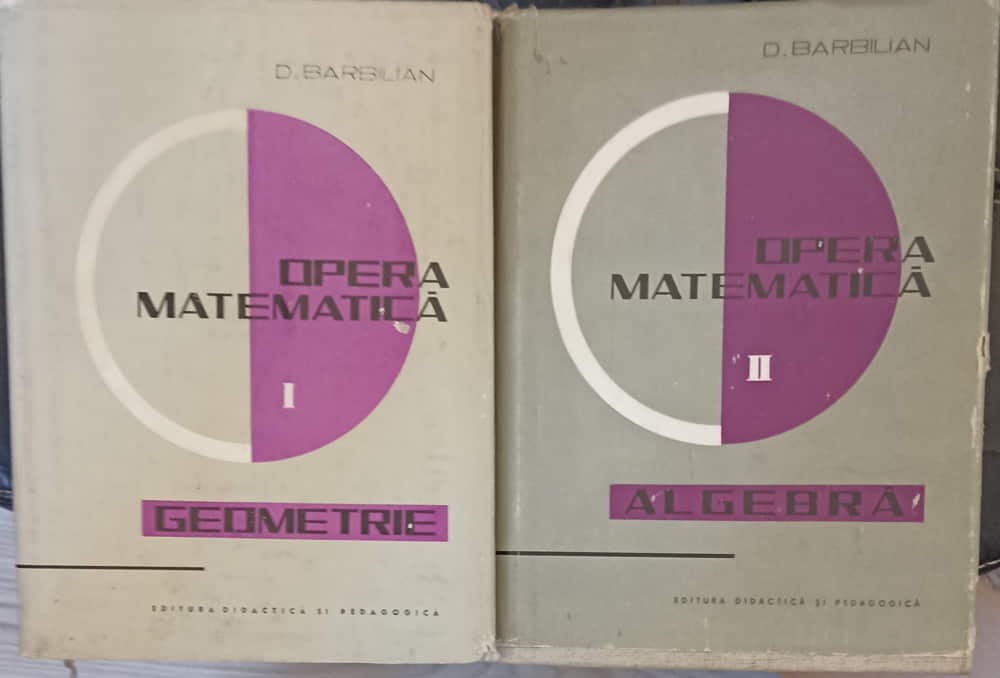 D. BARBILIAN
OPERA
MATEMATICĂ
I
GEOMETRIE
EDITURA DIDACTICĂ ȘI PEDAGOGICĂ
D. BARBILIAN
OPERA
MATEMATICĂ
II
ALGEBRĂ
EDITURA DIDACTICĂ ȘI PEDAGOGICĂ